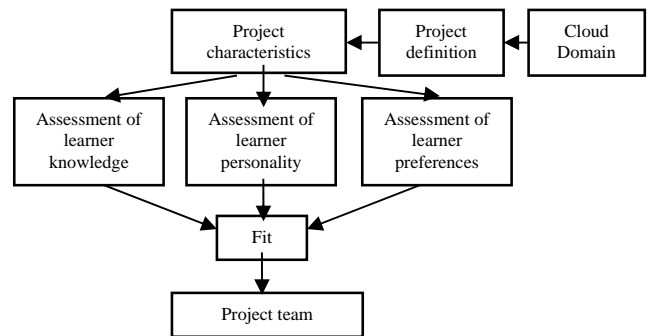 Project
characteristics
Project
definition
Cloud
Domain
Assessment of
learner
knowledge
Assessment of
learner
personality
Assessment of
learner
preferences
Fit
Project team